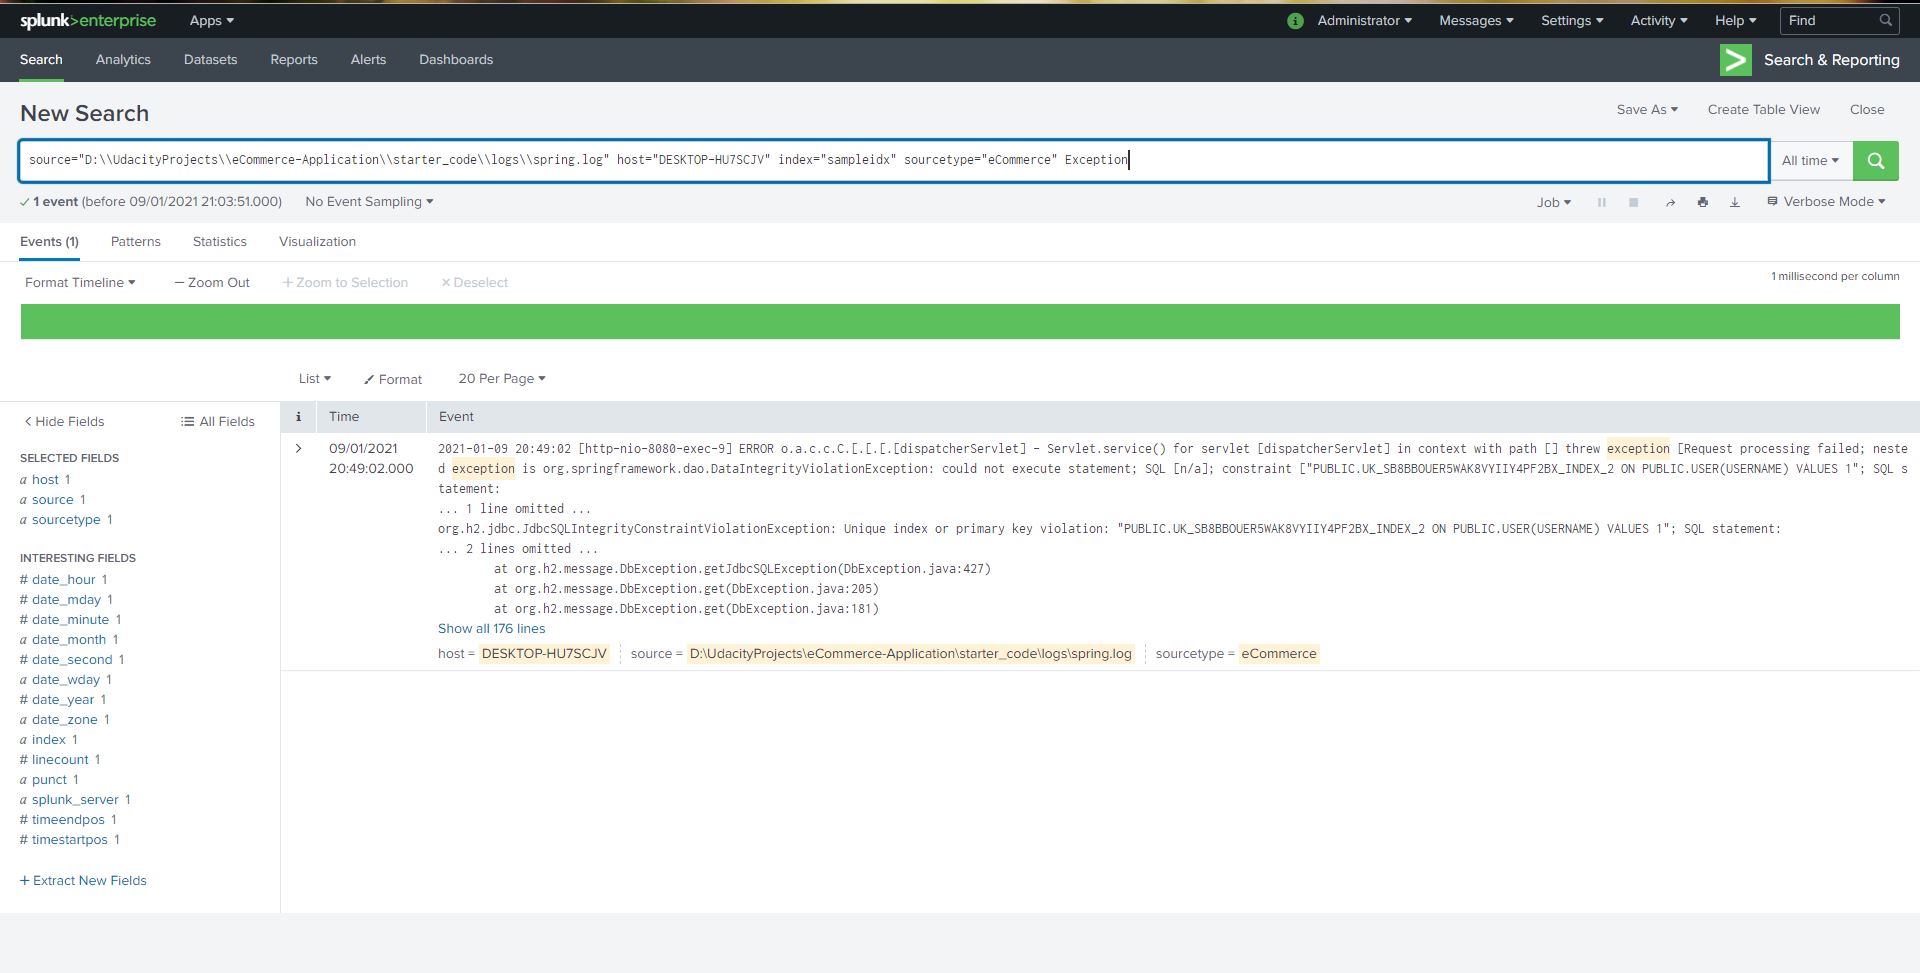 splunk>enterprise Apps i Administrator Messages Settings Activity Help Find
Search Analytics Datasets Reports Alerts Dashboards > Search & Reporting
New Search Save As Create Table View Close
source="D:\\UdacityProjects\\eCommerce-Application\\starter_code\\logs\\spring.log" host="DESKTOP-HU7SCJV" index="sampleidx" sourcetype="eCommerce" Exception All time
1 event (before 09/01/2021 21:03:51.000) No Event Sampling Job Verbose Mode
Events (1) Patterns Statistics Visualization
Format Timeline — Zoom Out + Zoom to Selection × Deselect 1 millisecond per column
List Format 20 Per Page
< Hide Fields All Fields i Time Event
SELECTED FIELDS
a host 1
a source 1
a sourcetype 1
INTERESTING FIELDS
# date_hour 1
# date_mday 1
# date_minute 1
a date_month 1
# date_second 1
a date_wday 1
# date_year 1
a date_zone 1
a index 1
# linecount 1
a punct 1
a splunk_server 1
# timeendpos 1
# timestartpos 1
+ Extract New Fields
> 09/01/2021
20:49:02.000
2021-01-09 20:49:02 [http-nio-8080-exec-9] ERROR o.a.c.c.C.[.[.[.[dispatcherServlet] - Servlet.service() for servlet [dispatcherServlet] in context with path [] threw exception [Request processing failed; neste
d exception is org.springframework.dao.DataIntegrityViolationException: could not execute statement; SQL [n/a]; constraint ["PUBLIC.UK_SB8BBOUER5WAK8VYIIY4PF2BX_INDEX_2 ON PUBLIC.USER(USERNAME) VALUES 1"; SQL s
tatement:
... 1 line omitted ...
org.h2.jdbc.JdbcSQLIntegrityConstraintViolationException: Unique index or primary key violation: "PUBLIC.UK_SB8BBOUER5WAK8VYIIY4PF2BX_INDEX_2 ON PUBLIC.USER(USERNAME) VALUES 1"; SQL statement:
... 2 lines omitted ...
at org.h2.message.DbException.getJdbcSQLException(DbException.java:427)
at org.h2.message.DbException.get(DbException.java:205)
at org.h2.message.DbException.get(DbException.java:181)
Show all 176 lines
host = DESKTOP-HU7SCJV source = D:\UdacityProjects\eCommerce-Application\starter_code\logs\spring.log sourcetype = eCommerce